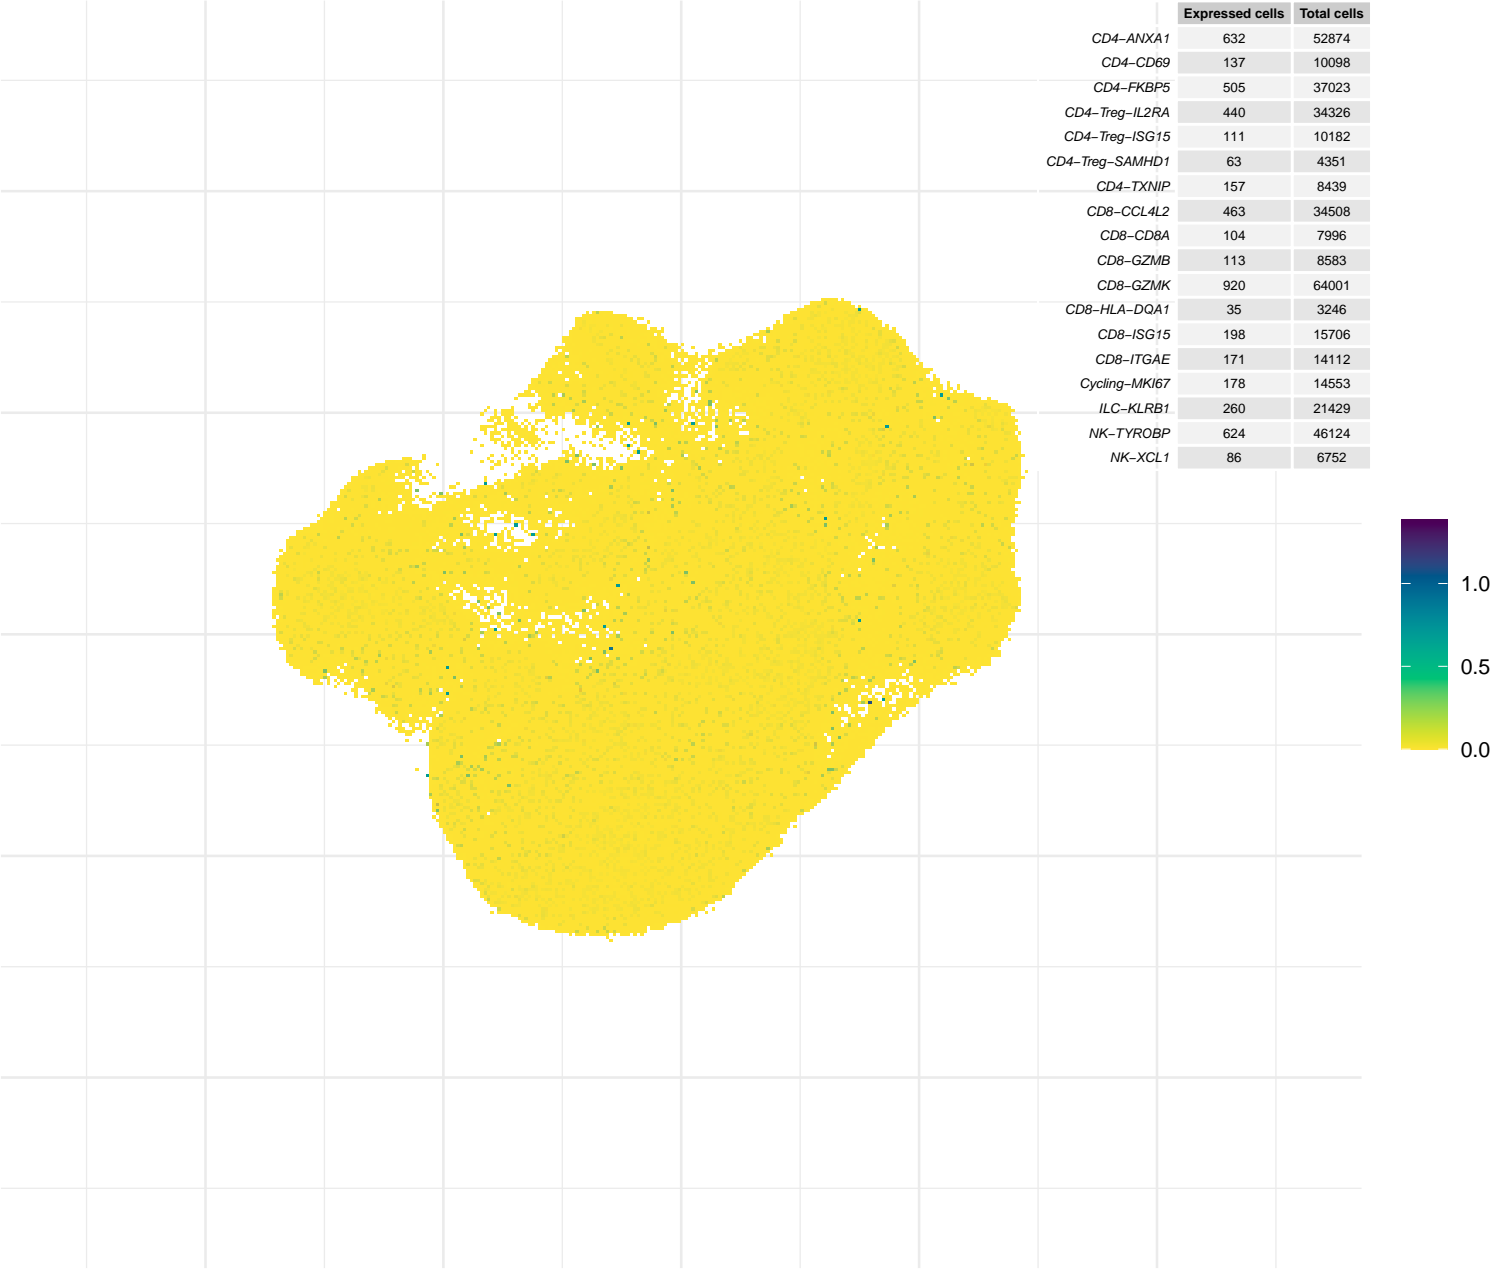 Expressed cells Total cells
CD4−ANXA1 632 52874
CD4−CD69 137 10098
CD4−FKBP5 505 37023
CD4−Treg−IL2RA 440 34326
CD4−Treg−ISG15 111 10182
CD4−Treg−SAMHD1 63 4351
CD4−TXNIP 157 8439
CD8−CCL4L2 463 34508
CD8−CD8A 104 7996
CD8−GZMB 113 8583
CD8−GZMK 920 64001
CD8−HLA−DQA1 35 3246
CD8−ISG15 198 15706
CD8−ITGAE 171 14112
Cycling−MKI67 178 14553
ILC−KLRB1 260 21429
NK−TYROBP 624 46124
NK−XCL1 86 6752
1.0
0.5
0.0